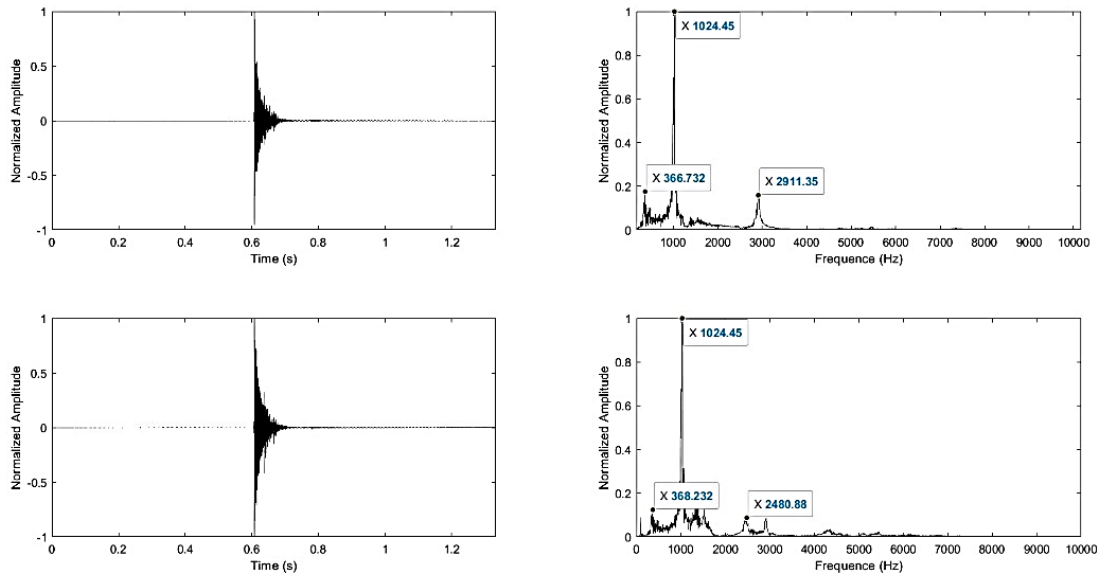 Normalized Amplitude
1
0.5
0
-0.5
-1
0 0.2 0.4 0.6 0.8 1 1.2
Time (s)
Normalized Amplitude
1
0.8
0.6
0.4
0.2
0
X 1024.45
X 366.732
X 2911.35
1000 2000 3000 4000 5000 6000 7000 8000 9000 10000
Frequence (Hz)
Normalized Amplitude
1
0.5
0
-0.5
-1
0 0.2 0.4 0.6 0.8 1 1.2
Time (s)
Normalized Amplitude
1
0.8
0.6
0.4
0.2
0
X 1024.45
X 368.232
X 2480.88
0 1000 2000 3000 4000 5000 6000 7000 8000 9000 10000
Frequence (Hz)